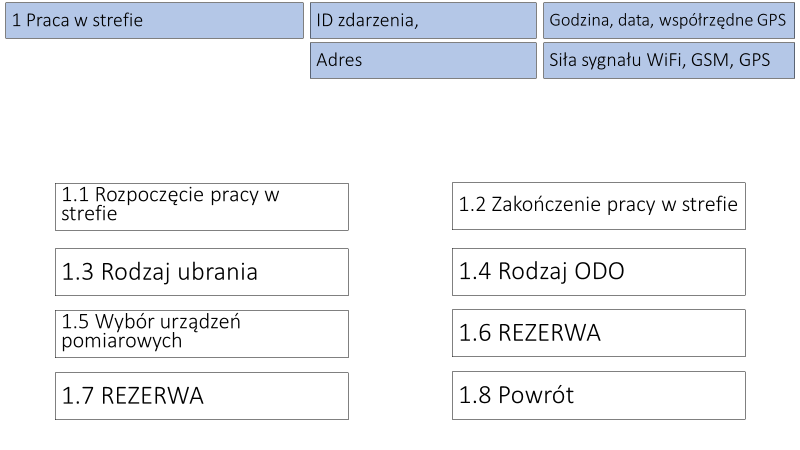 1 Praca w strefie
ID zdarzenia,
Godzina, data, współrzędne GPS
Adres
Siła sygnału WiFi, GSM, GPS
1.1 Rozpoczęcie pracy w
strefie
1.2 Zakończenie pracy w strefie
1.3 Rodzaj ubrania
1.4 Rodzaj ODO
1.5 Wybór urządzeń
pomiarowych
1.6 REZERWA
1.7 REZERWA
1.8 Powrót